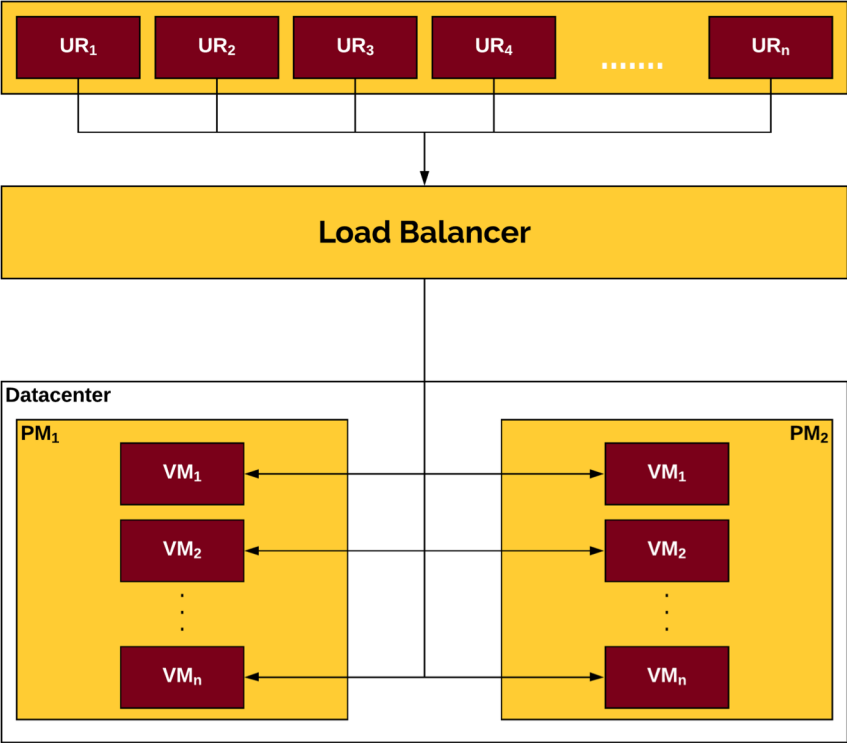 UR₁ UR₂ UR₃ UR₄ ....... URₙ
Load Balancer
Datacenter
PM₁ PM₂
VM₁ VM₁
VM₂ VM₂
VMₙ VMₙ